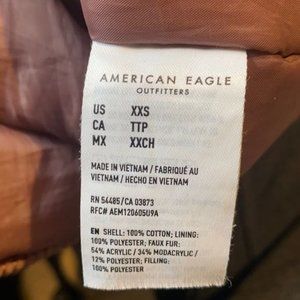 AMERICAN EAGLE
OUTFITTERS
US XXS
CA TTP
MX XXCH
MADE IN VIETNAM / FABRIQUÉ AU
VIETNAM / HECHO EN VIETNAM
RN 54485/CA 03873
RFC# AEM120605U9A
EN SHELL: 100% COTTON; LINING:
100% POLYESTER; FAUX FUR:
54% ACRYLIC / 34% MODACRYLIC /
12% POLYESTER; FILLING:
100% POLYESTER